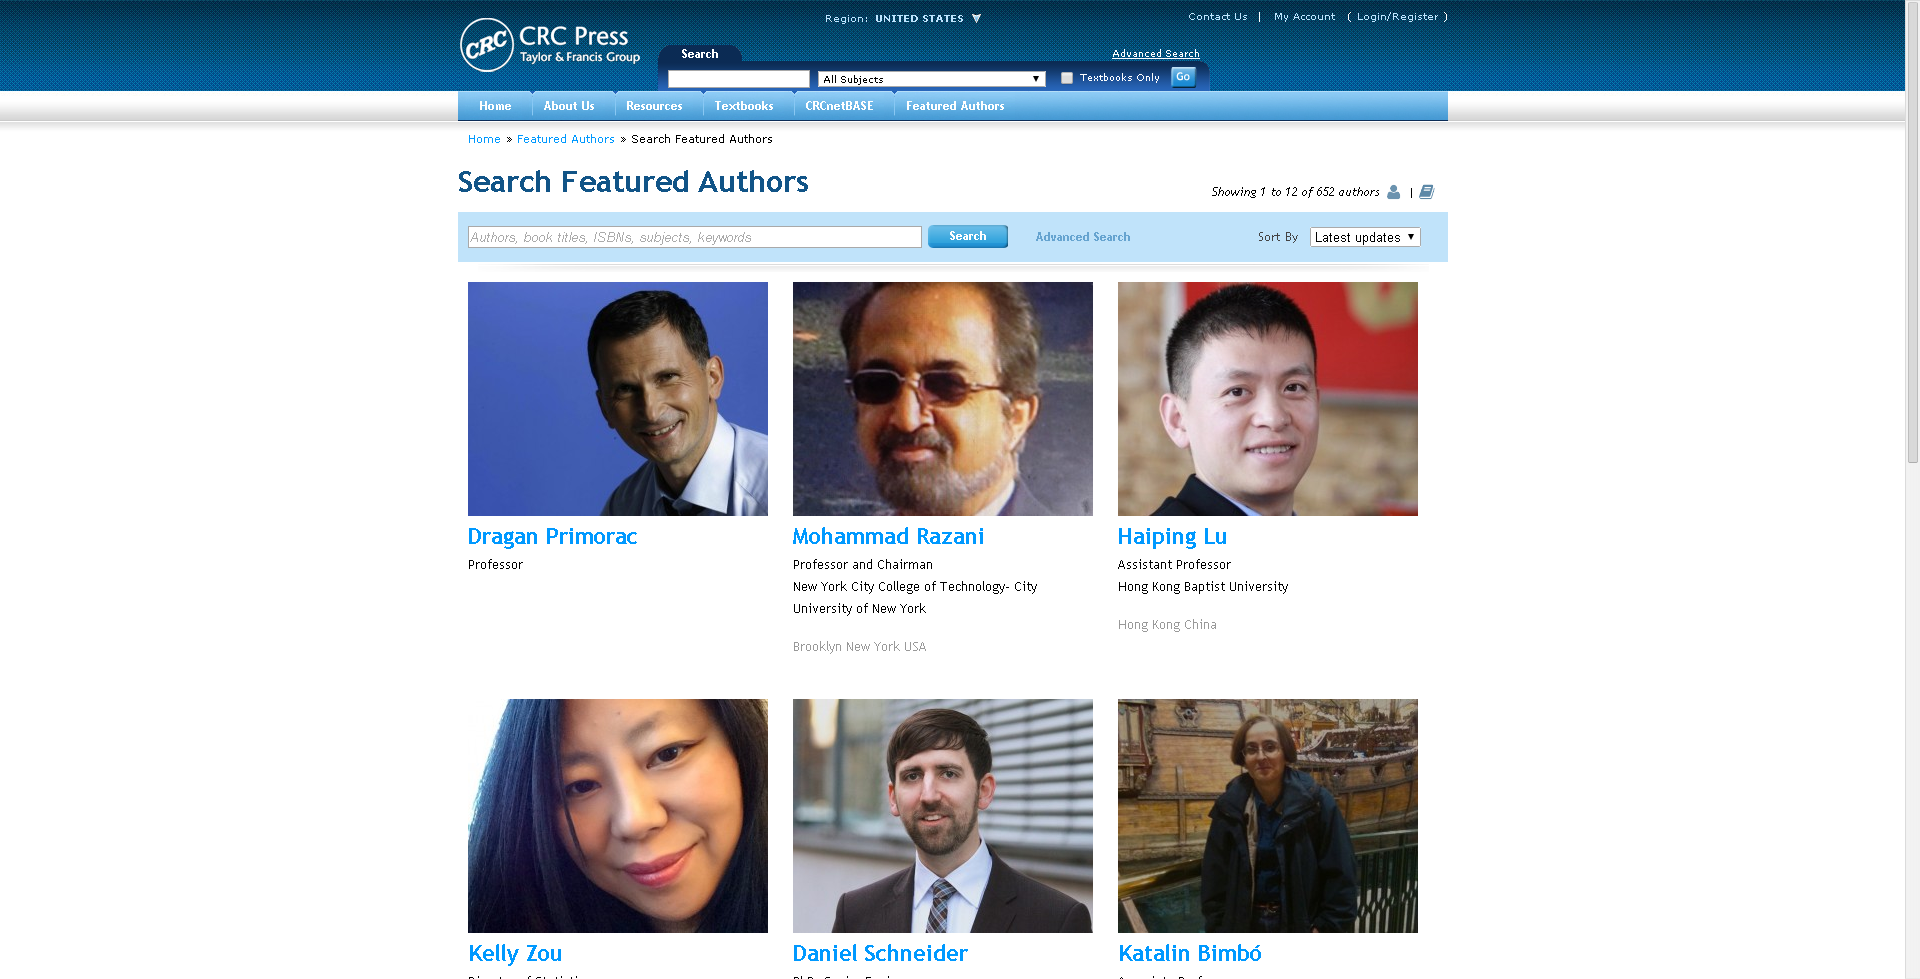 Region: UNITED STATES ▼
Contact Us | My Account ( Login/Register )
CRC CRC Press
Taylor & Francis Group
Search
Advanced Search
All Subjects
Textbooks Only
Go
Home About Us Resources Textbooks CRCnetBASE Featured Authors
Home » Featured Authors » Search Featured Authors
Search Featured Authors
Showing 1 to 12 of 652 authors |
Authors, book titles, ISBNs, subjects, keywords
Search
Advanced Search
Sort By Latest updates
Dragan Primorac
Professor
Mohammad Razani
Professor and Chairman
New York City College of Technology- City
University of New York
Brooklyn New York USA
Haiping Lu
Assistant Professor
Hong Kong Baptist University
Hong Kong China
Kelly Zou
Daniel Schneider
Katalin Bimbó